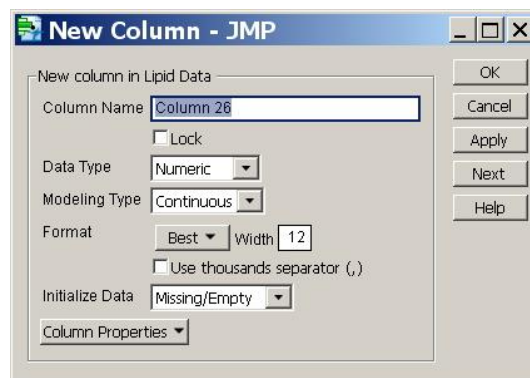 New Column - JMP
New column in Lipid Data
Column Name Column 26
Lock
Data Type Numeric
Modeling Type Continuous
Format Best Width 12
Use thousands separator (,)
Initialize Data Missing/Empty
Column Properties
OK
Cancel
Apply
Next
Help